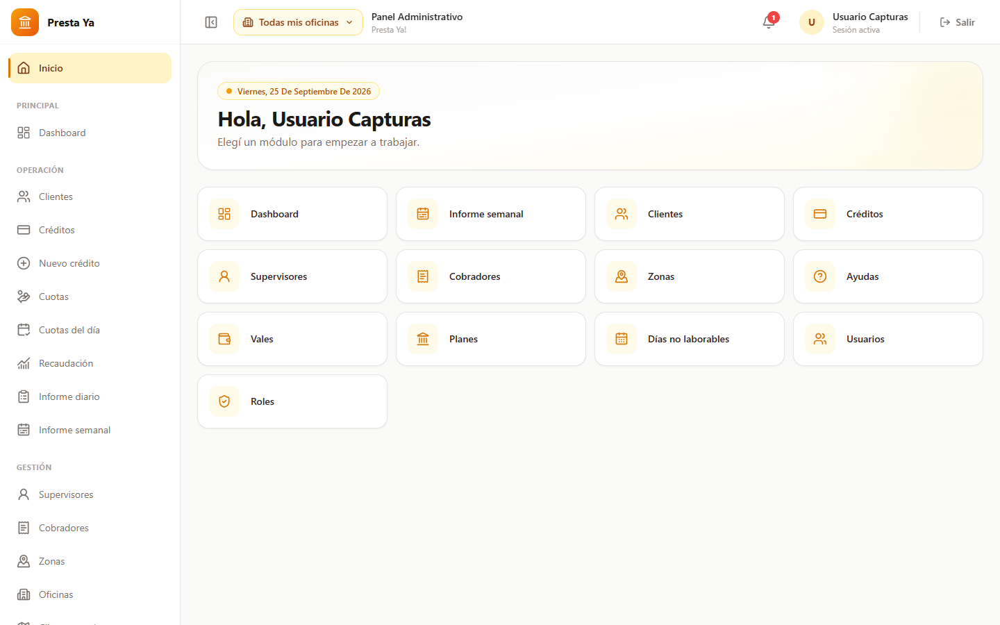 Presta Ya
Inicio
PRINCIPAL
Dashboard
OPERACIÓN
Clientes
Créditos
Nuevo crédito
Cuotas
Cuotas del día
Recaudación
Informe diario
Informe semanal
GESTIÓN
Supervisores
Cobradores
Zonas
Oficinas
Todas mis oficinas
Panel Administrativo
Presta Ya!
1
U
Usuario Capturas
Sesión activa
Salir
Viernes, 25 De Septiembre De 2026
Hola, Usuario Capturas
Elegí un módulo para empezar a trabajar.
Dashboard
Informe semanal
Clientes
Créditos
Supervisores
Cobradores
Zonas
Ayudas
Vales
Planes
Días no laborables
Usuarios
Roles